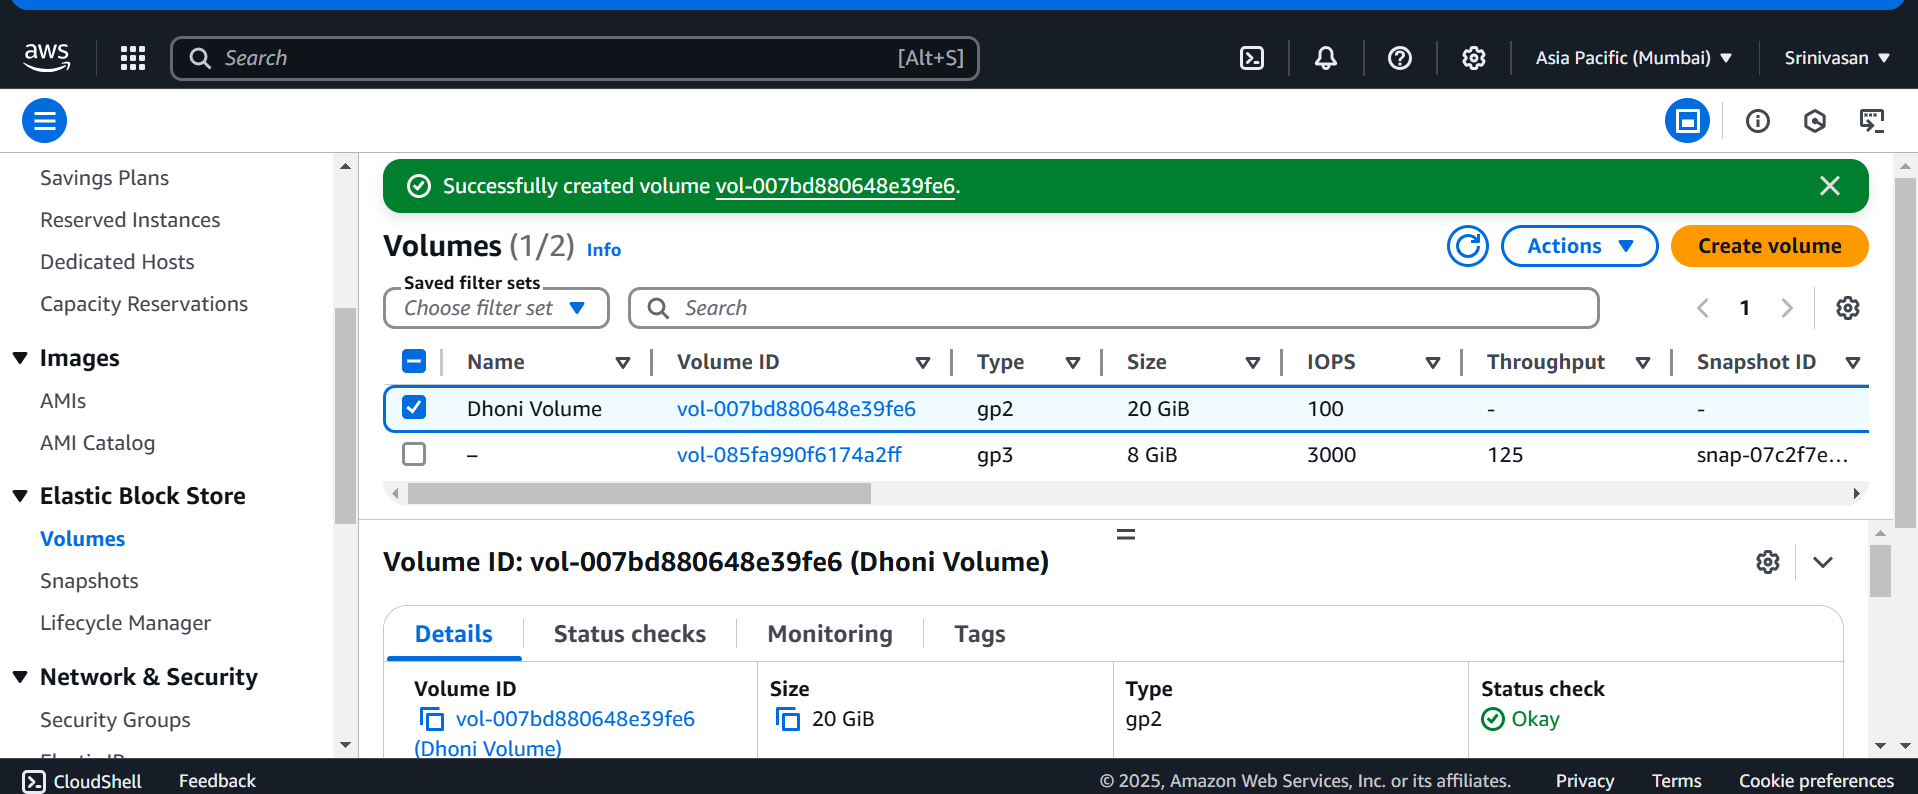 aws
Search [Alt+S]
Asia Pacific (Mumbai)
Srinivasan
Savings Plans
Reserved Instances
Dedicated Hosts
Capacity Reservations
Images
AMIs
AMI Catalog
Elastic Block Store
Volumes
Snapshots
Lifecycle Manager
Network & Security
Security Groups
Successfully created volume vol-007bd880648e39fe6.
Volumes (1/2) Info
Actions
Create volume
Saved filter sets
Choose filter set
Search
1
Name Volume ID Type Size IOPS Throughput Snapshot ID
Dhoni Volume vol-007bd880648e39fe6 gp2 20 GiB 100 - -
– vol-085fa990f6174a2ff gp3 8 GiB 3000 125 snap-07c2f7e...
Volume ID: vol-007bd880648e39fe6 (Dhoni Volume)
Details Status checks Monitoring Tags
Volume ID
vol-007bd880648e39fe6
(Dhoni Volume)
Size
20 GiB
Type
gp2
Status check
Okay
CloudShell Feedback © 2025, Amazon Web Services, Inc. or its affiliates. Privacy Terms Cookie preferences